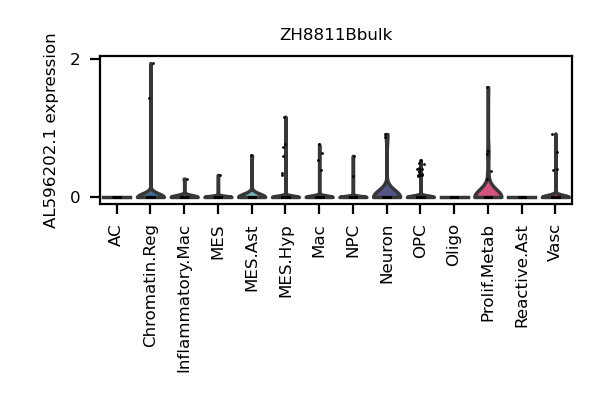 ZH8811Bbulk
AL596202.1 expression
2
0
AC
Chromatin.Reg
Inflammatory.Mac
MES
MES.Ast
MES.Hyp
Mac
NPC
Neuron
OPC
Oligo
Prolif.Metab
Reactive.Ast
Vasc